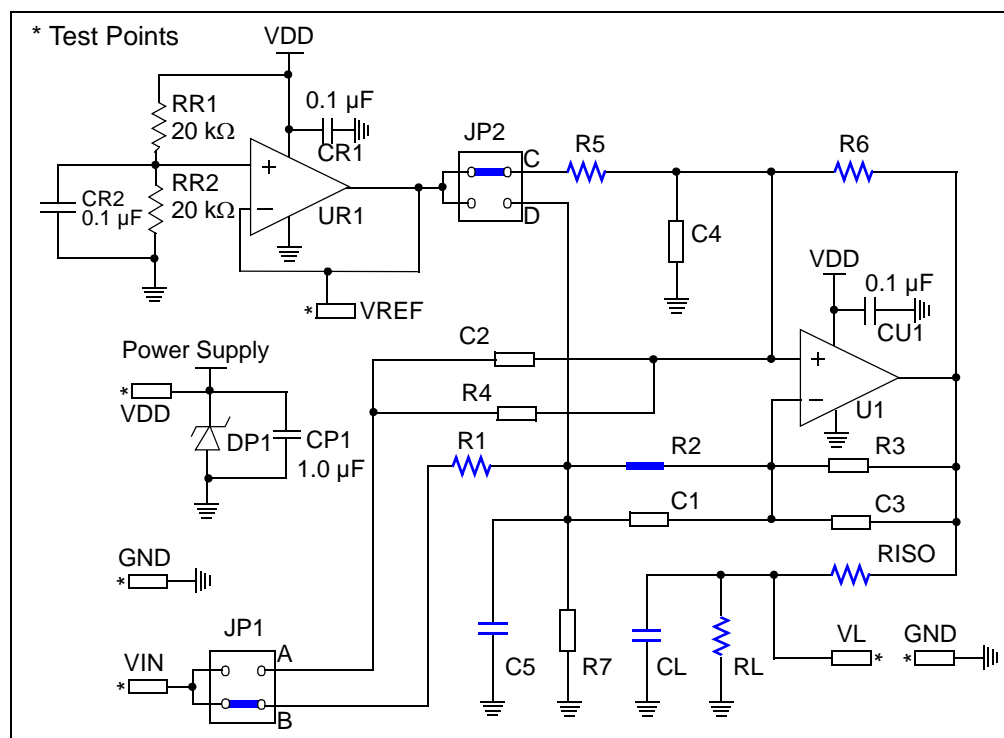 * Test Points
VDD
RR1
20 kΩ
0.1 µF
CR1
JP2
C
D
R5
R6
CR2
0.1 µF
RR2
20 kΩ
+
−
UR1
C4
VDD
0.1 µF
CU1
* VREF
C2
Power Supply
*
VDD
R4
+
−
U1
DP1
CP1
1.0 µF
R1
R2
R3
C1
C3
GND
*
RISO
JP1
A
B
VIN
*
C5
R7
CL
RL
VL
*
GND
*